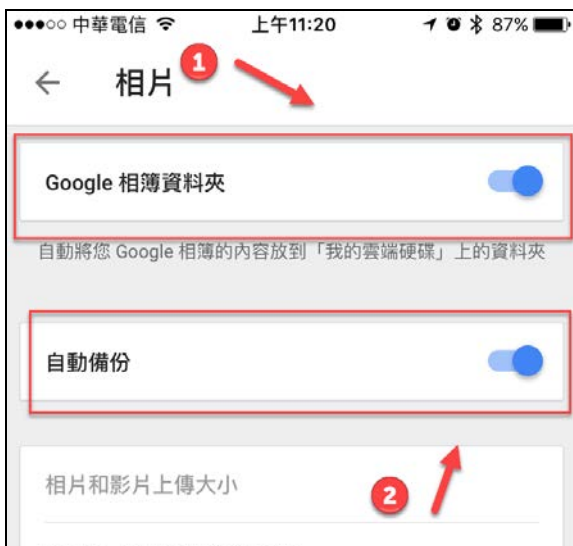 中華電信 上午11:20 87%
← 相片
1
Google 相簿資料夾
自動將您 Google 相簿的內容放到「我的雲端硬碟」上的資料夾
自動備份
相片和影片上傳大小
2